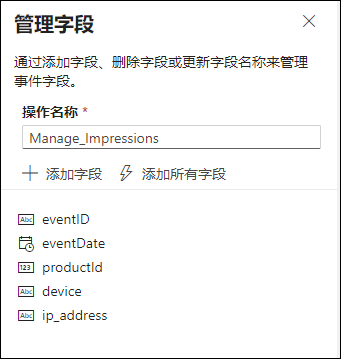 管理字段
通过添加字段、删除字段或更新字段名称来管理
事件字段。
操作名称 *
Manage_Impressions
添加字段 添加所有字段
Abc eventID
eventDate
123 productId
Abc device
Abc ip_address